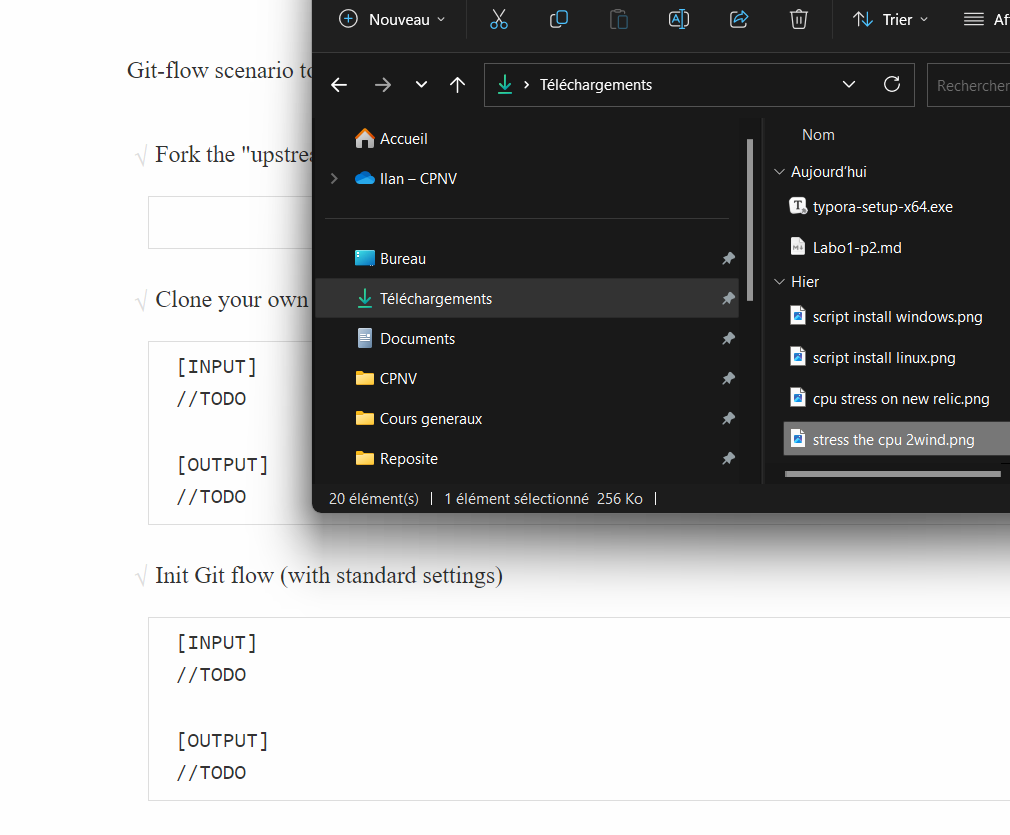 Nouveau
Trier
Af
Téléchargements
Rechercher
Accueil
Ilan – CPNV
Bureau
Téléchargements
Documents
CPNV
Cours generaux
Reposite
Nom
Aujourd'hui
typora-setup-x64.exe
Labo1-p2.md
Hier
script install windows.png
script install linux.png
cpu stress on new relic.png
stress the cpu 2wind.png
20 élément(s)
1 élément sélectionné 256 Ko
Git-flow scenario to
√ Fork the "upstrea
√ Clone your own
[INPUT]
//TODO
[OUTPUT]
//TODO
√ Init Git flow (with standard settings)
[INPUT]
//TODO
[OUTPUT]
//TODO